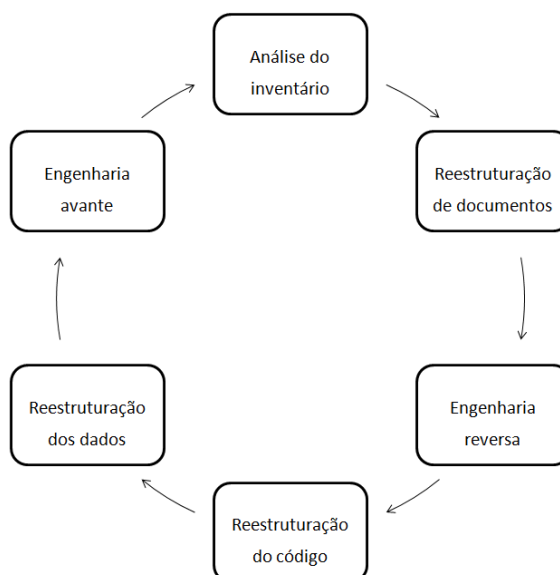 Análise do
inventário
Reestruturação
de documentos
Engenharia
reversa
Reestruturação
do código
Reestruturação
dos dados
Engenharia
avante